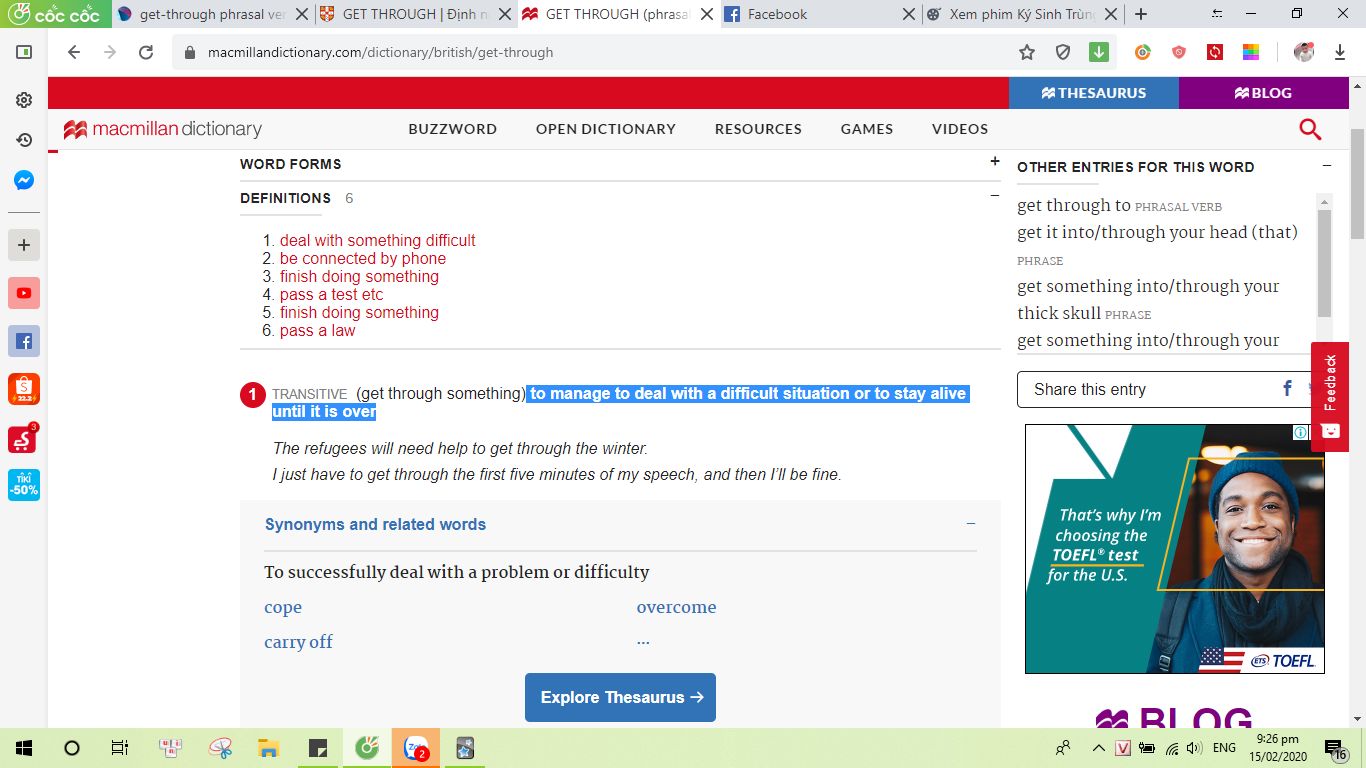 cốc cốc
get-through phrasal ver
GET THROUGH | Định n
GET THROUGH (phrasal
Facebook
Xem phim Ký Sinh Trùng
macmillandictionary.com/dictionary/british/get-through
THESAURUS
BLOG
macmillan dictionary
BUZZWORD
OPEN DICTIONARY
RESOURCES
GAMES
VIDEOS
WORD FORMS
+
DEFINITIONS 6
1. deal with something difficult
2. be connected by phone
3. finish doing something
4. pass a test etc
5. finish doing something
6. pass a law
1 TRANSITIVE (get through something) to manage to deal with a difficult situation or to stay alive
until it is over
The refugees will need help to get through the winter.
I just have to get through the first five minutes of my speech, and then I'll be fine.
Synonyms and related words
To successfully deal with a problem or difficulty
cope
overcome
carry off
...
Explore Thesaurus →
OTHER ENTRIES FOR THIS WORD
get through to PHRASAL VERB
get it into/through your head (that)
PHRASE
get something into/through your
thick skull PHRASE
get something into/through your
Share this entry
Feedback
That's why I'm
choosing the
TOEFL® test
for the U.S.
ETS TOEFL
BLOG
22.2
3
TIKI
-50%
Zalo
2
V
ENG
9:26 pm
15/02/2020
16